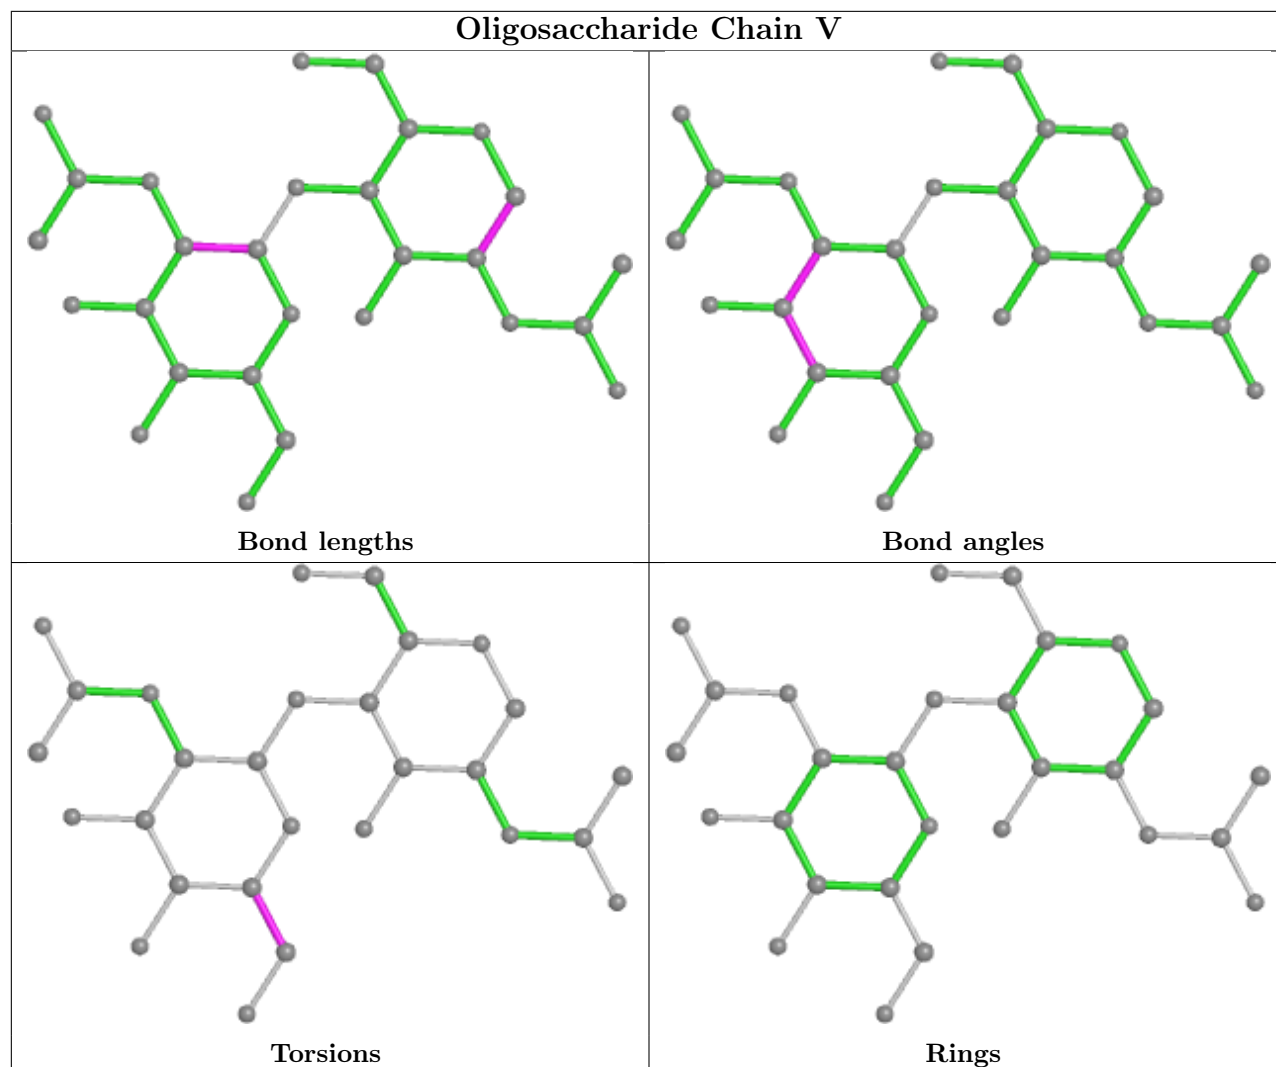 Oligosaccharide Chain V
Bond lengths
Bond angles
Torsions
Rings